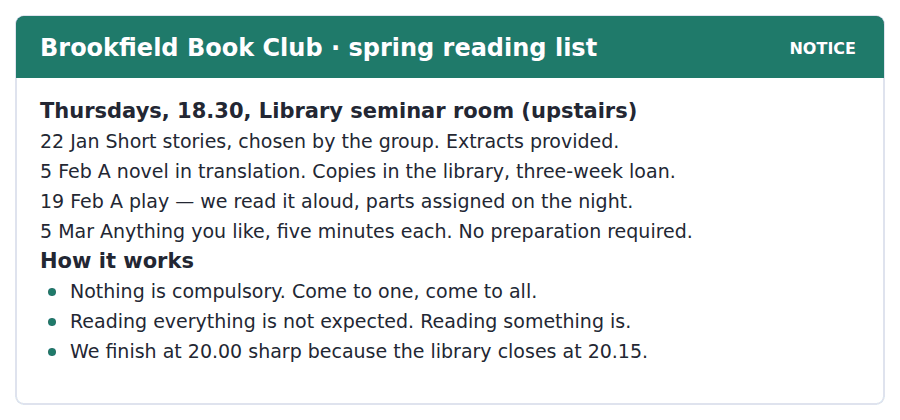 Brookfield Book Club · spring reading list
NOTICE
Thursdays, 18.30, Library seminar room (upstairs)
22 Jan Short stories, chosen by the group. Extracts provided.
5 Feb A novel in translation. Copies in the library, three-week loan.
19 Feb A play — we read it aloud, parts assigned on the night.
5 Mar Anything you like, five minutes each. No preparation required.
How it works
Nothing is compulsory. Come to one, come to all.
Reading everything is not expected. Reading something is.
We finish at 20.00 sharp because the library closes at 20.15.